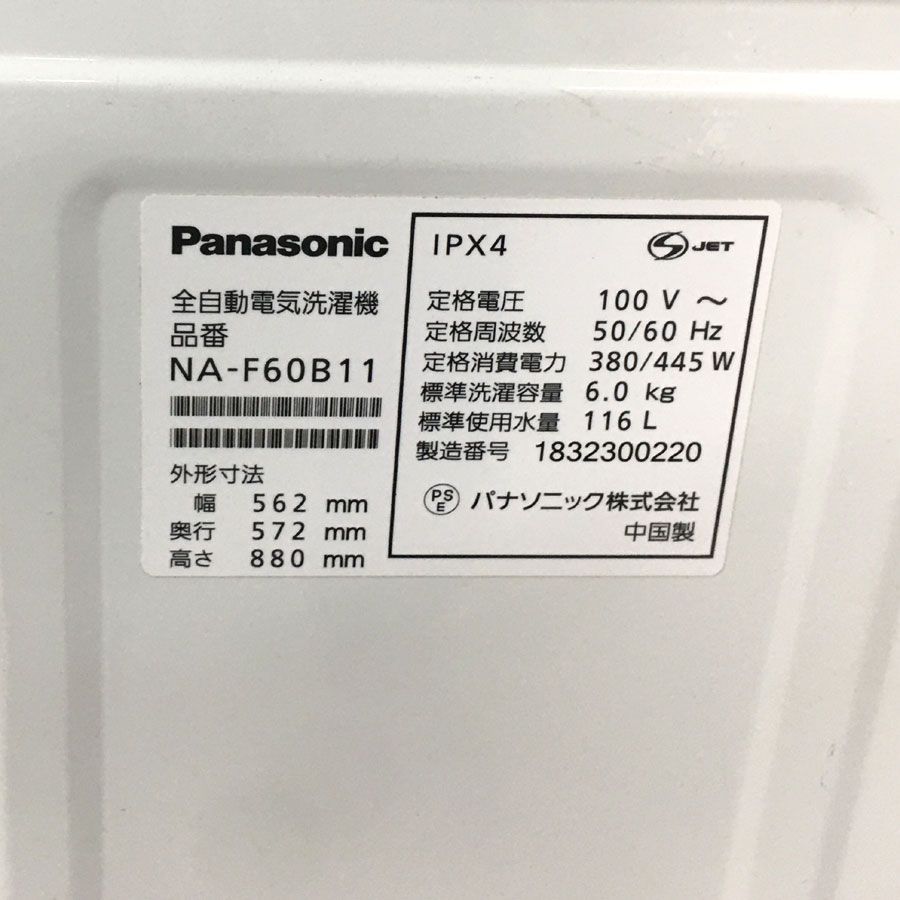 Panasonic
全自動電気洗濯機
品番
NA-F60B11
外形寸法
幅 562 mm
奥行 572 mm
高さ 880 mm
IPX4
S JET
定格電圧 100 V ～
定格周波数 50/60 Hz
定格消費電力 380/445 W
標準洗濯容量 6.0 kg
標準使用水量 116 L
製造番号 1832300220
PS E パナソニック株式会社
中国製